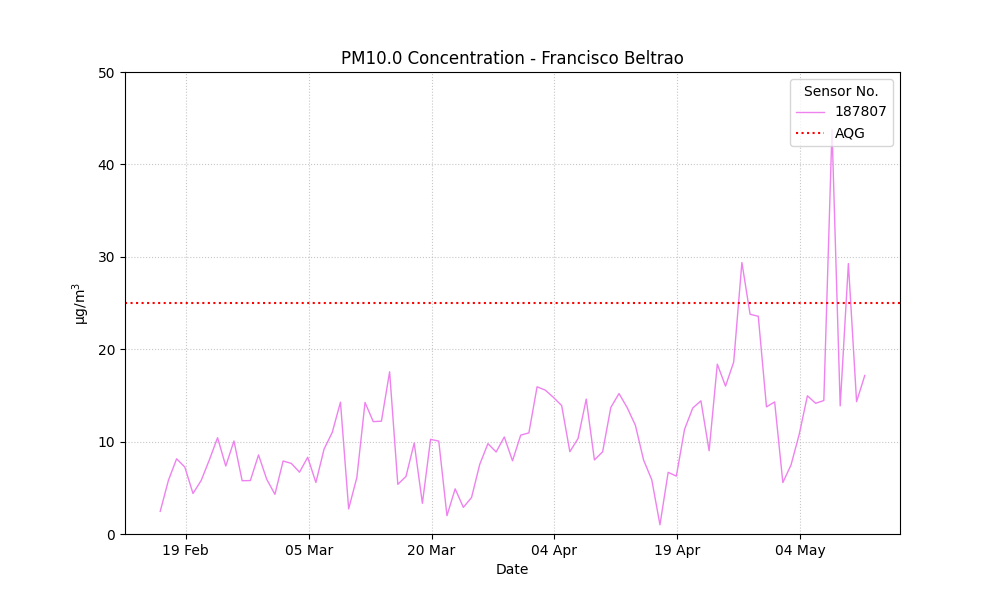 PM10.0 Concentration - Francisco Beltrao
Sensor No.
187807
AQG
50
40
30
20
10
0
µg/m³
19 Feb
05 Mar
20 Mar
04 Apr
19 Apr
04 May
Date